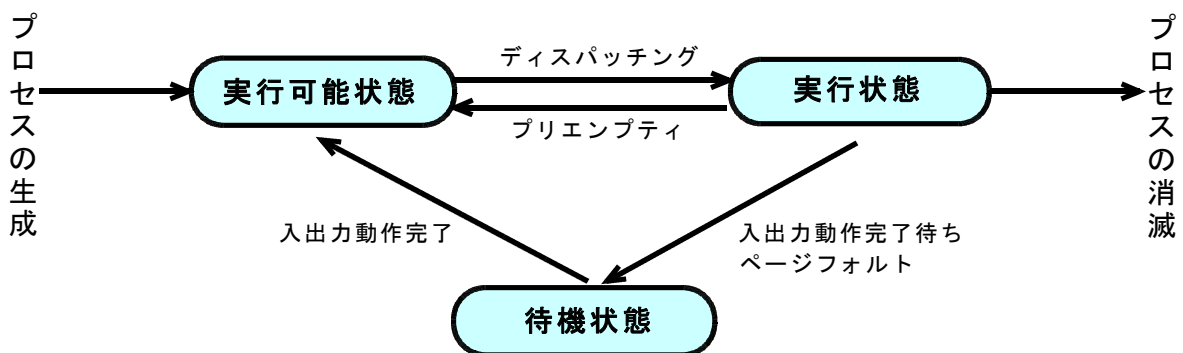 プロセスの生成
実行可能状態
ディスパッチング
プリエンプティ
実行状態
プロセスの消滅
入出力動作完了
入出力動作完了待ち
ページフォルト
待機状態